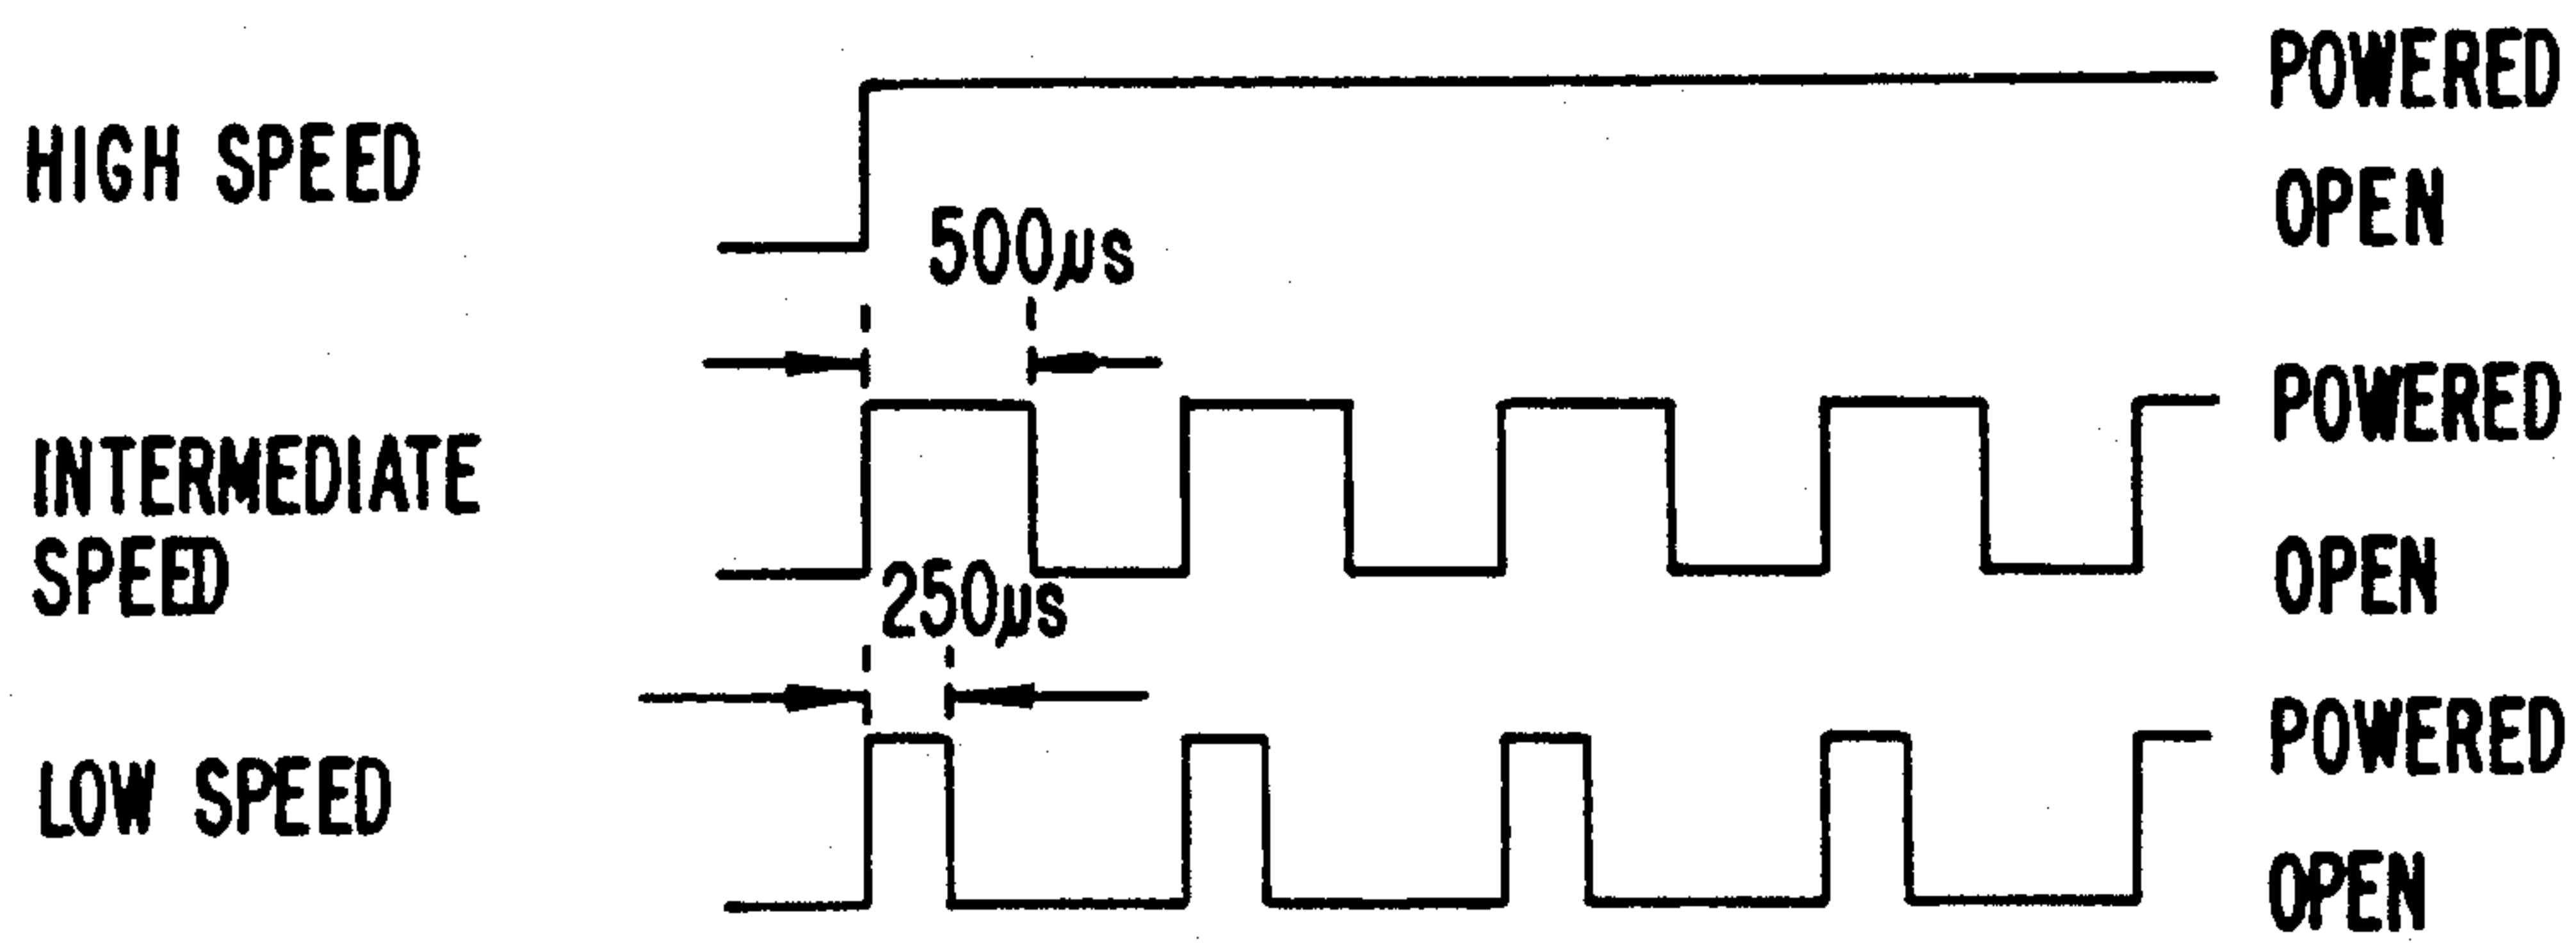 HIGH SPEED
POWERED
OPEN
500µs
INTERMEDIATE
SPEED
POWERED
OPEN
250µs
LOW SPEED
POWERED
OPEN